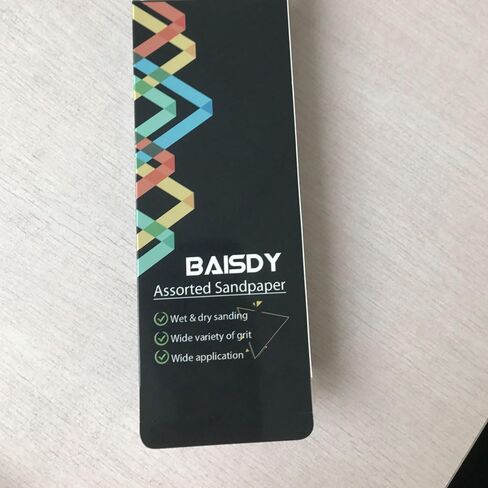 BAISDY
Assorted Sandpaper
Wet & dry sanding
Wide variety of grit
Wide application